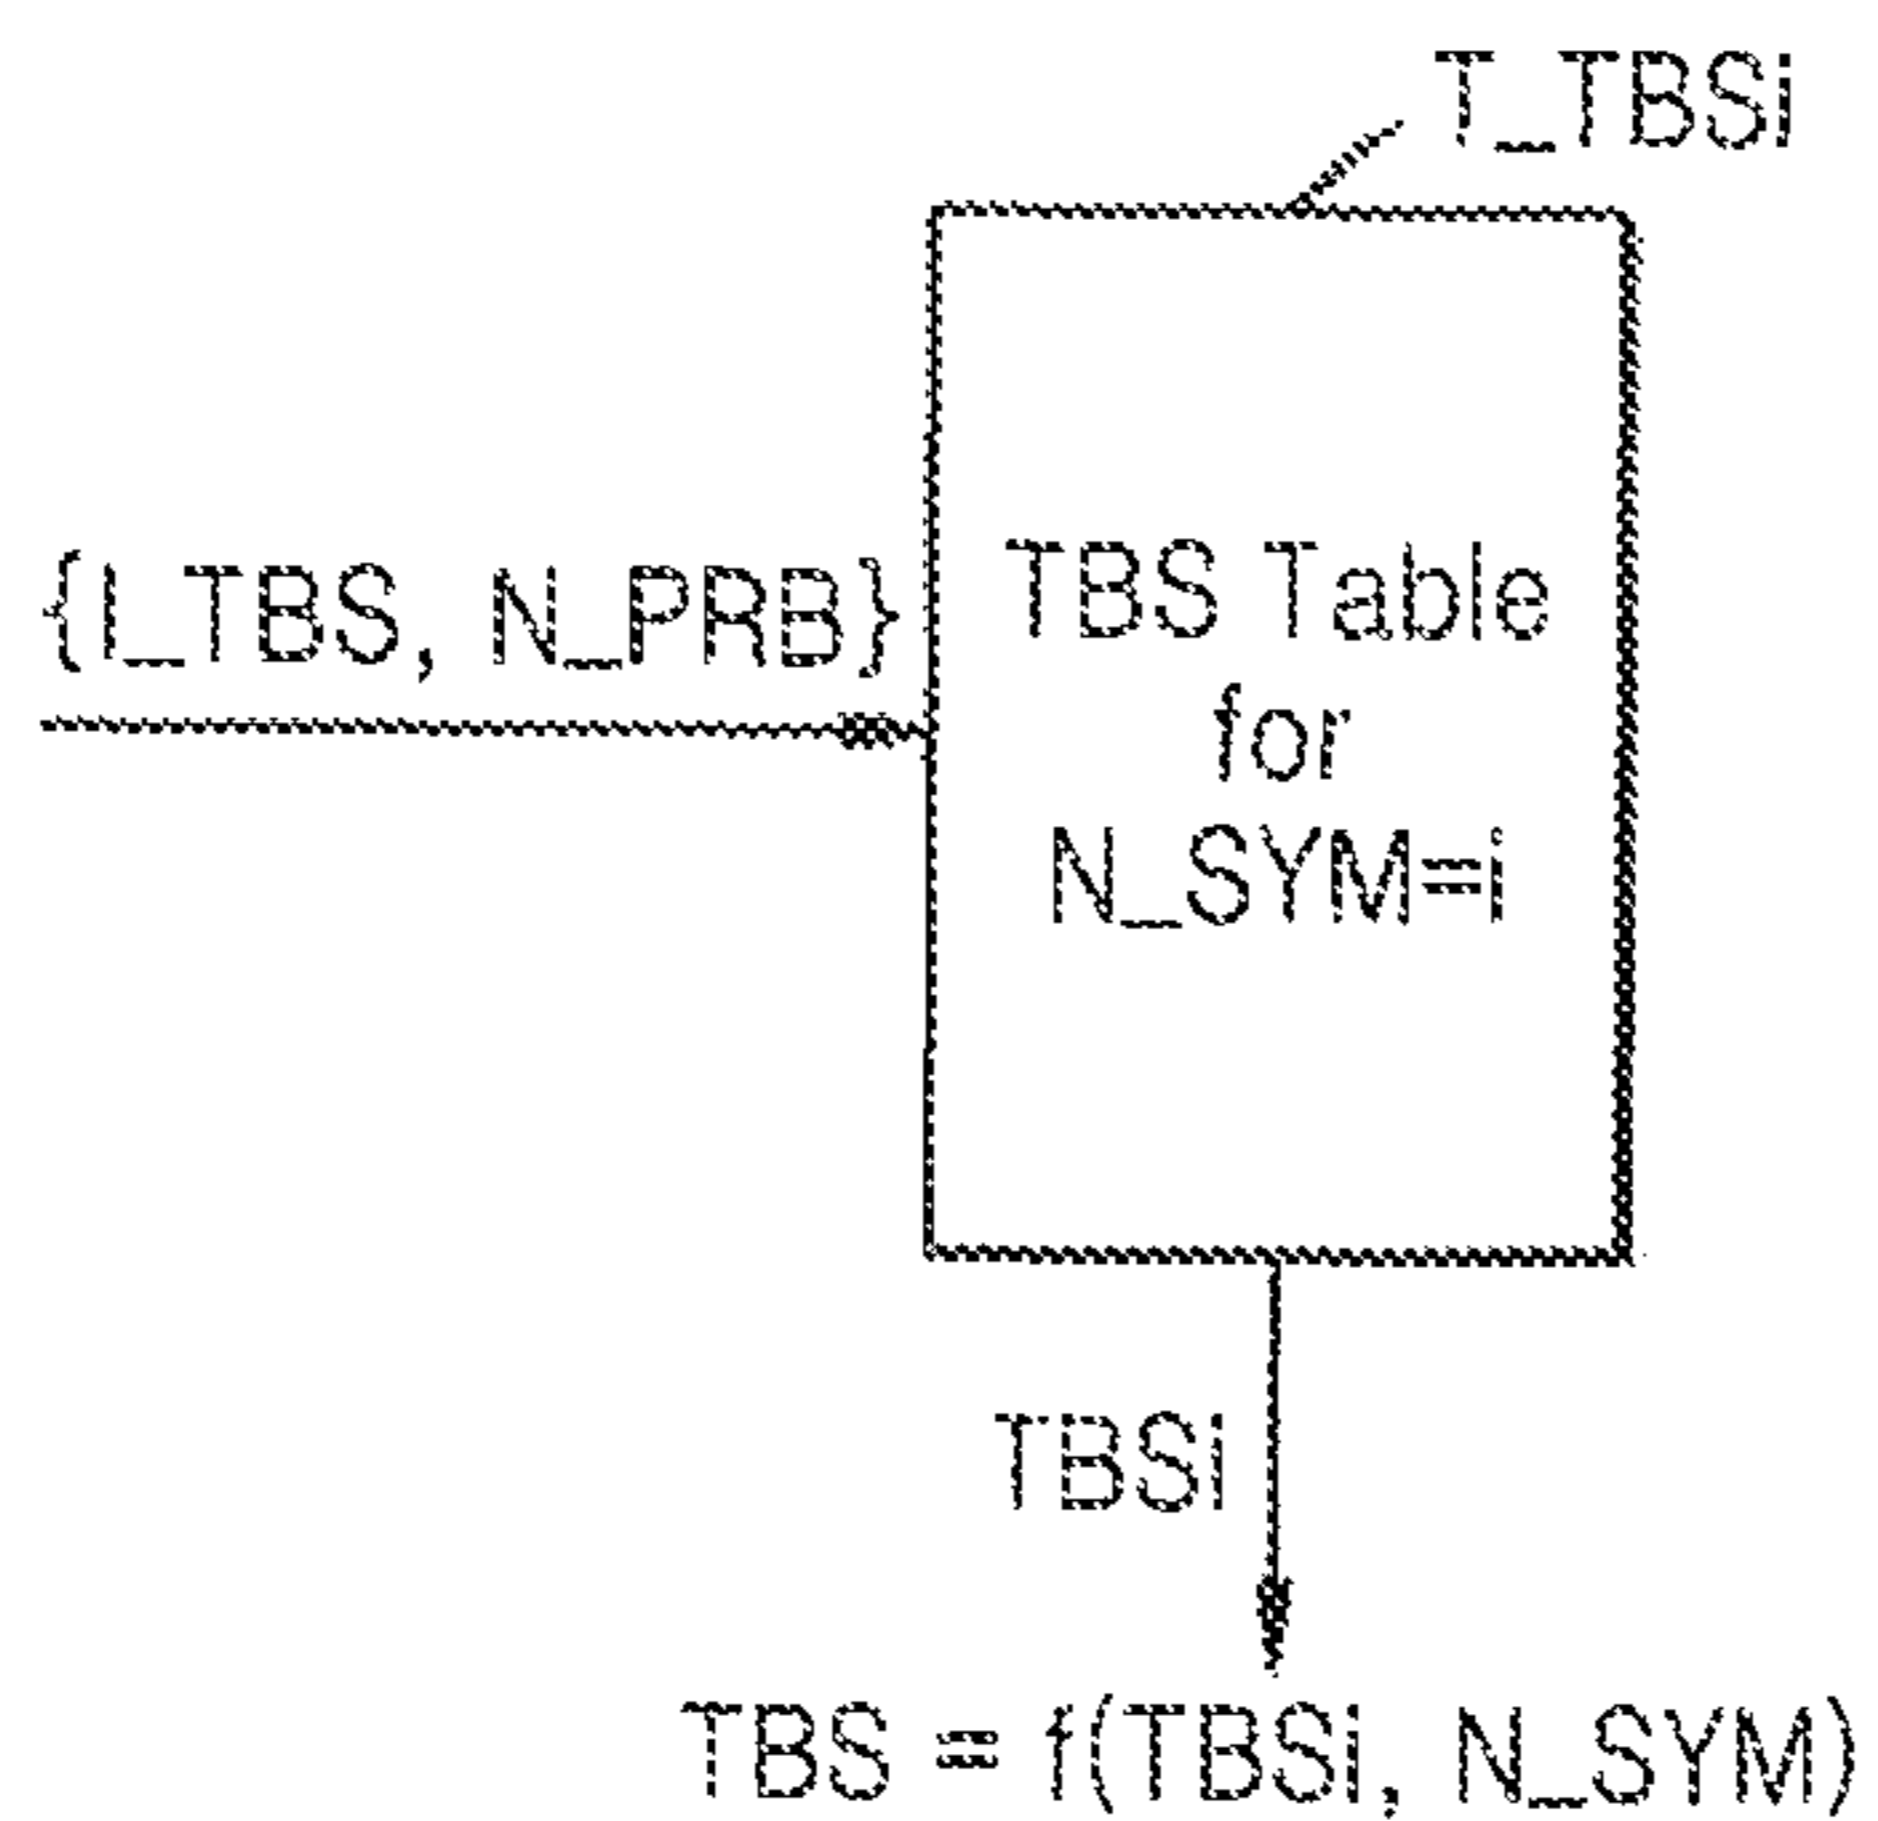 T_TBSi
{I_TBS, N_PRB}
TBS Table
for
N_SYM=i
TBSi
TBS = f(TBSi, N_SYM)